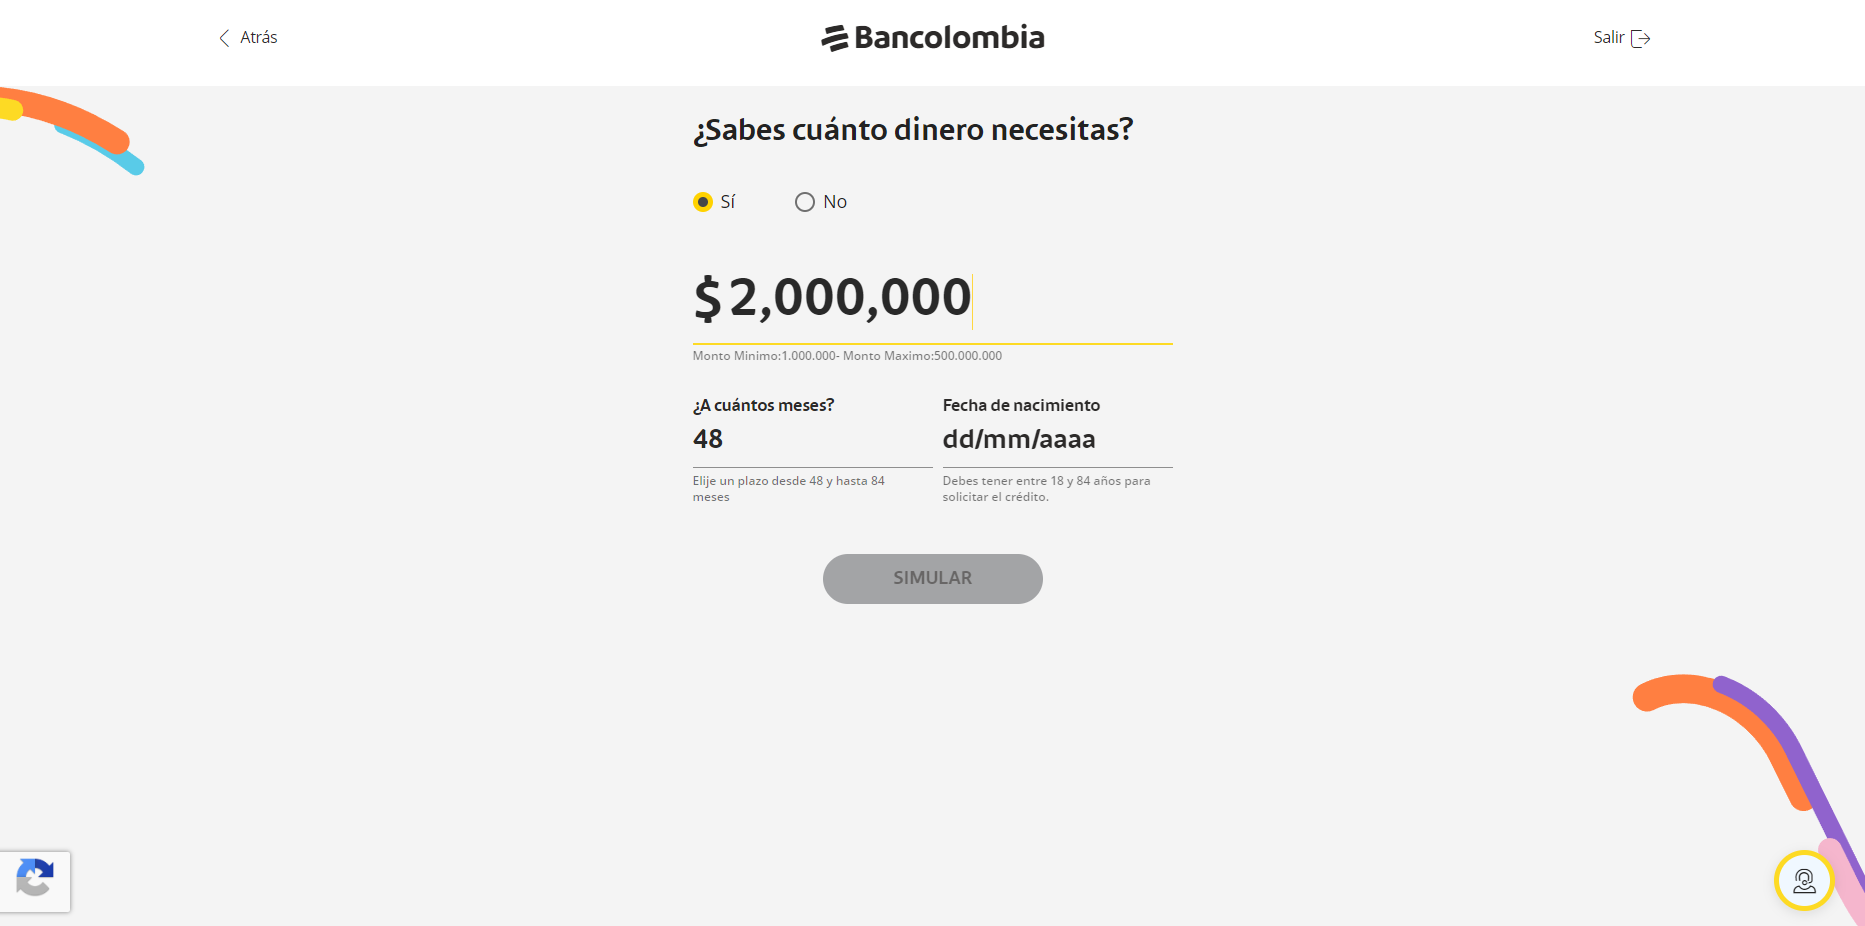 Atrás
Bancolombia
Salir
¿Sabes cuánto dinero necesitas?
Sí
No
$ 2,000,000
Monto Minimo:1.000.000- Monto Maximo:500.000.000
¿A cuántos meses?
48
Elije un plazo desde 48 y hasta 84
meses
Fecha de nacimiento
dd/mm/aaaa
Debes tener entre 18 y 84 años para
solicitar el crédito.
SIMULAR